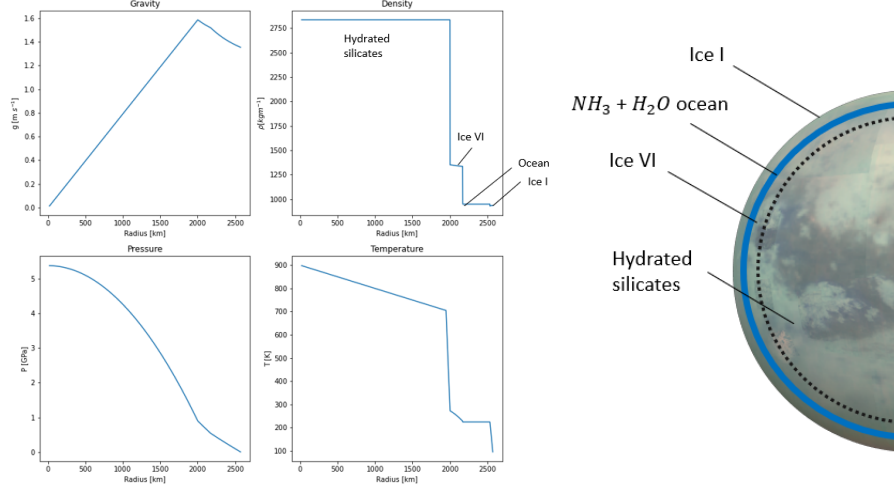 Gravity
1.6
1.4
1.2
1.0
0.8
0.6
0.4
0.2
0.0
g [m s⁻¹]
0 500 1000 1500 2000 2500
Radius [km]
Density
2750
2500
2250
2000
1750
1500
1250
1000
ρ[kgm⁻¹]
Hydrated
silicates
Ice VI
Ocean
Ice I
0 500 1000 1500 2000 2500
Radius [km]
Pressure
5
4
3
2
1
0
P [GPa]
0 500 1000 1500 2000 2500
Radius [km]
Temperature
900
800
700
600
500
400
300
200
100
T [K]
0 500 1000 1500 2000 2500
Radius [km]
Ice I
NH₃ + H₂O ocean
Ice VI
Hydrated
silicates